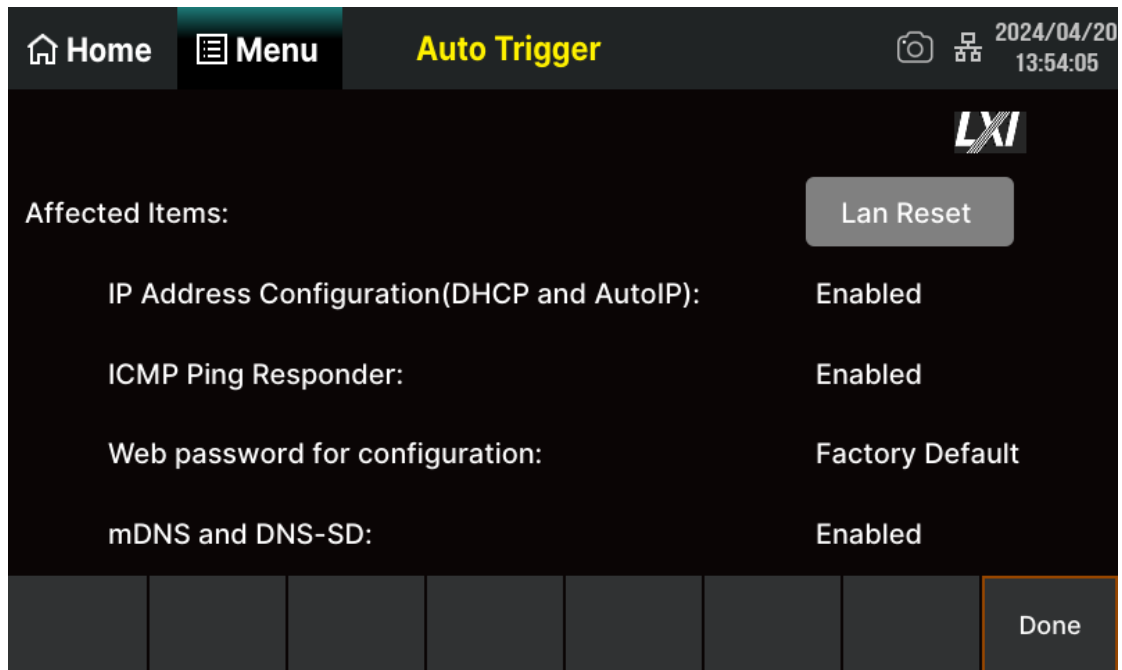 Home Menu Auto Trigger 2024/04/20
13:54:05
LXI
Affected Items: Lan Reset
IP Address Configuration(DHCP and AutoIP): Enabled
ICMP Ping Responder: Enabled
Web password for configuration: Factory Default
mDNS and DNS-SD: Enabled
Done